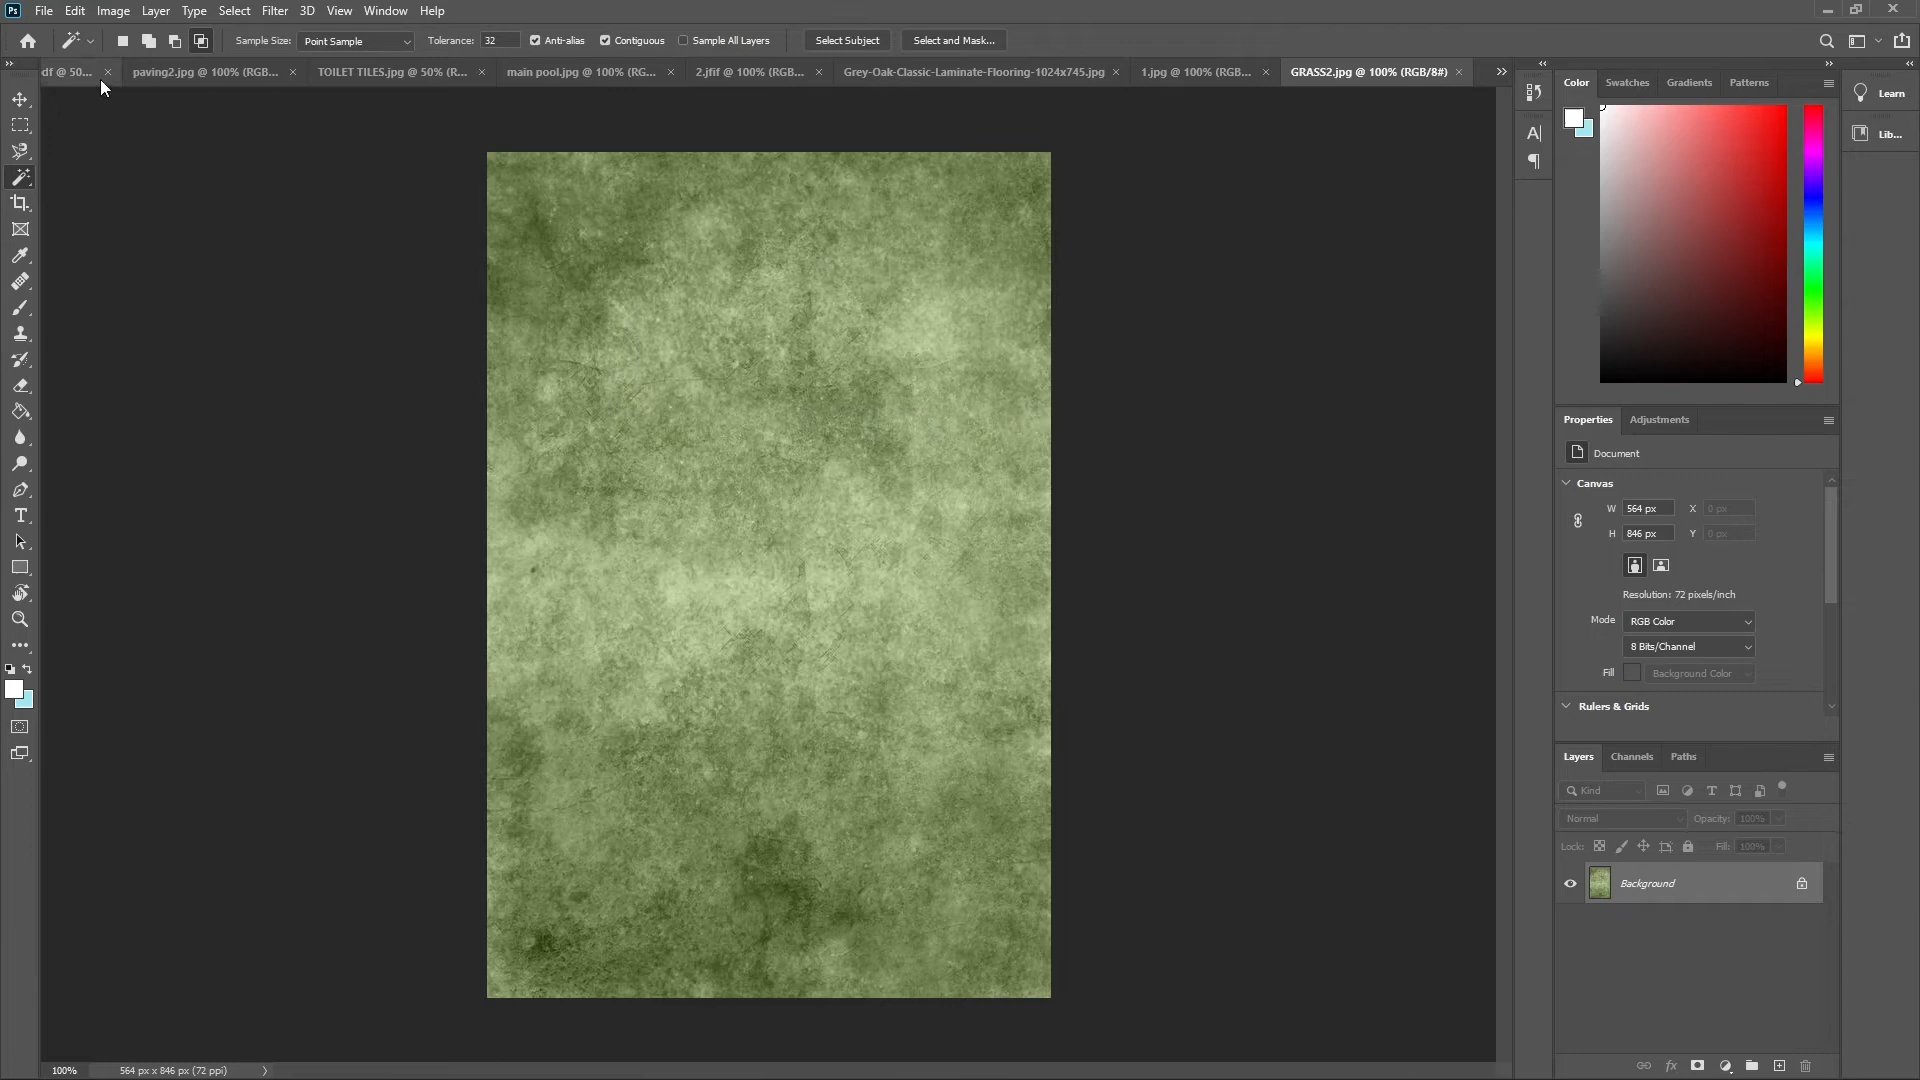 Ps File Edit Image Layer Type Select Filter 3D View Window Help
Sample Size: Point Sample Tolerance: 32 Anti-alias Contiguous Sample All Layers Select Subject Select and Mask...
df @ 50... × paving2.jpg @ 100% (RGB... × TOILET TILES.jpg @ 50% (R... × main pool.jpg @ 100% (RG... × 2.jfif @ 100% (RGB... × Grey-Oak-Classic-Laminate-Flooring-1024x745.jpg × 1.jpg @ 100% (RGB... × GRASS2.jpg @ 100% (RGB/8#) ×
Color Swatches Gradients Patterns
Learn
Lib...
Properties Adjustments
Document
Canvas
W 564 px X 0 px
H 846 px Y 0 px
Resolution: 72 pixels/inch
Mode RGB Color
8 Bits/Channel
Fill Background Color
Rulers & Grids
Layers Channels Paths
Kind
Normal Opacity: 100%
Lock: Fill: 100%
Background
100% 564 px x 846 px (72 ppi)